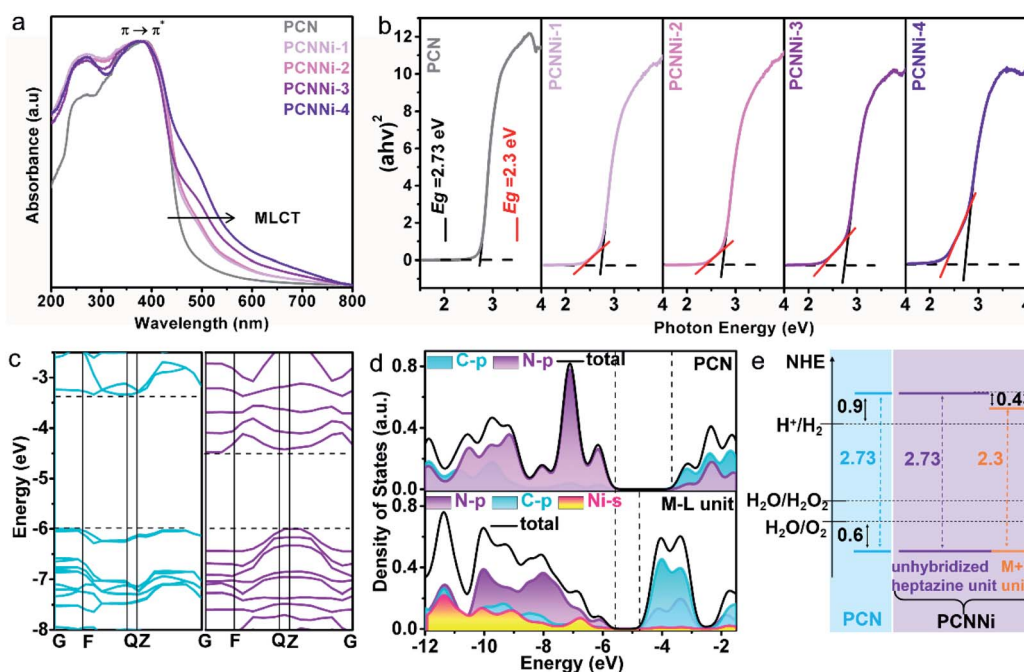 a
π → π*
PCN
PCNNi-1
PCNNi-2
PCNNi-3
PCNNi-4
MLCT
Absorbance (a.u)
200 300 400 500 600 700 800
Wavelength (nm)
b
PCN
PCNNi-1
PCNNi-2
PCNNi-3
PCNNi-4
Eg =2.73 eV
Eg =2.3 eV
(ahv)²
12
10
8
6
4
2
0
2 3 4 2 3 4 2 3 4 2 3 4 2 3 4
Photon Energy (eV)
c
Energy (eV)
-3
-4
-5
-6
-7
-8
G F Q Z G F Q Z G
d
C-p N-p total PCN
N-p C-p Ni-s M-L unit
total
Density of States (a.u.)
0.8
0.4
0.0
0.8
0.4
0.0
-12 -10 -8 -6 -4 -2
Energy (eV)
e
NHE
0.9
0.43
H⁺/H₂
2.73 2.73 2.3
H₂O/H₂O₂
H₂O/O₂
0.6
unhybridized M+
heptazine unit uni
PCN PCNNi